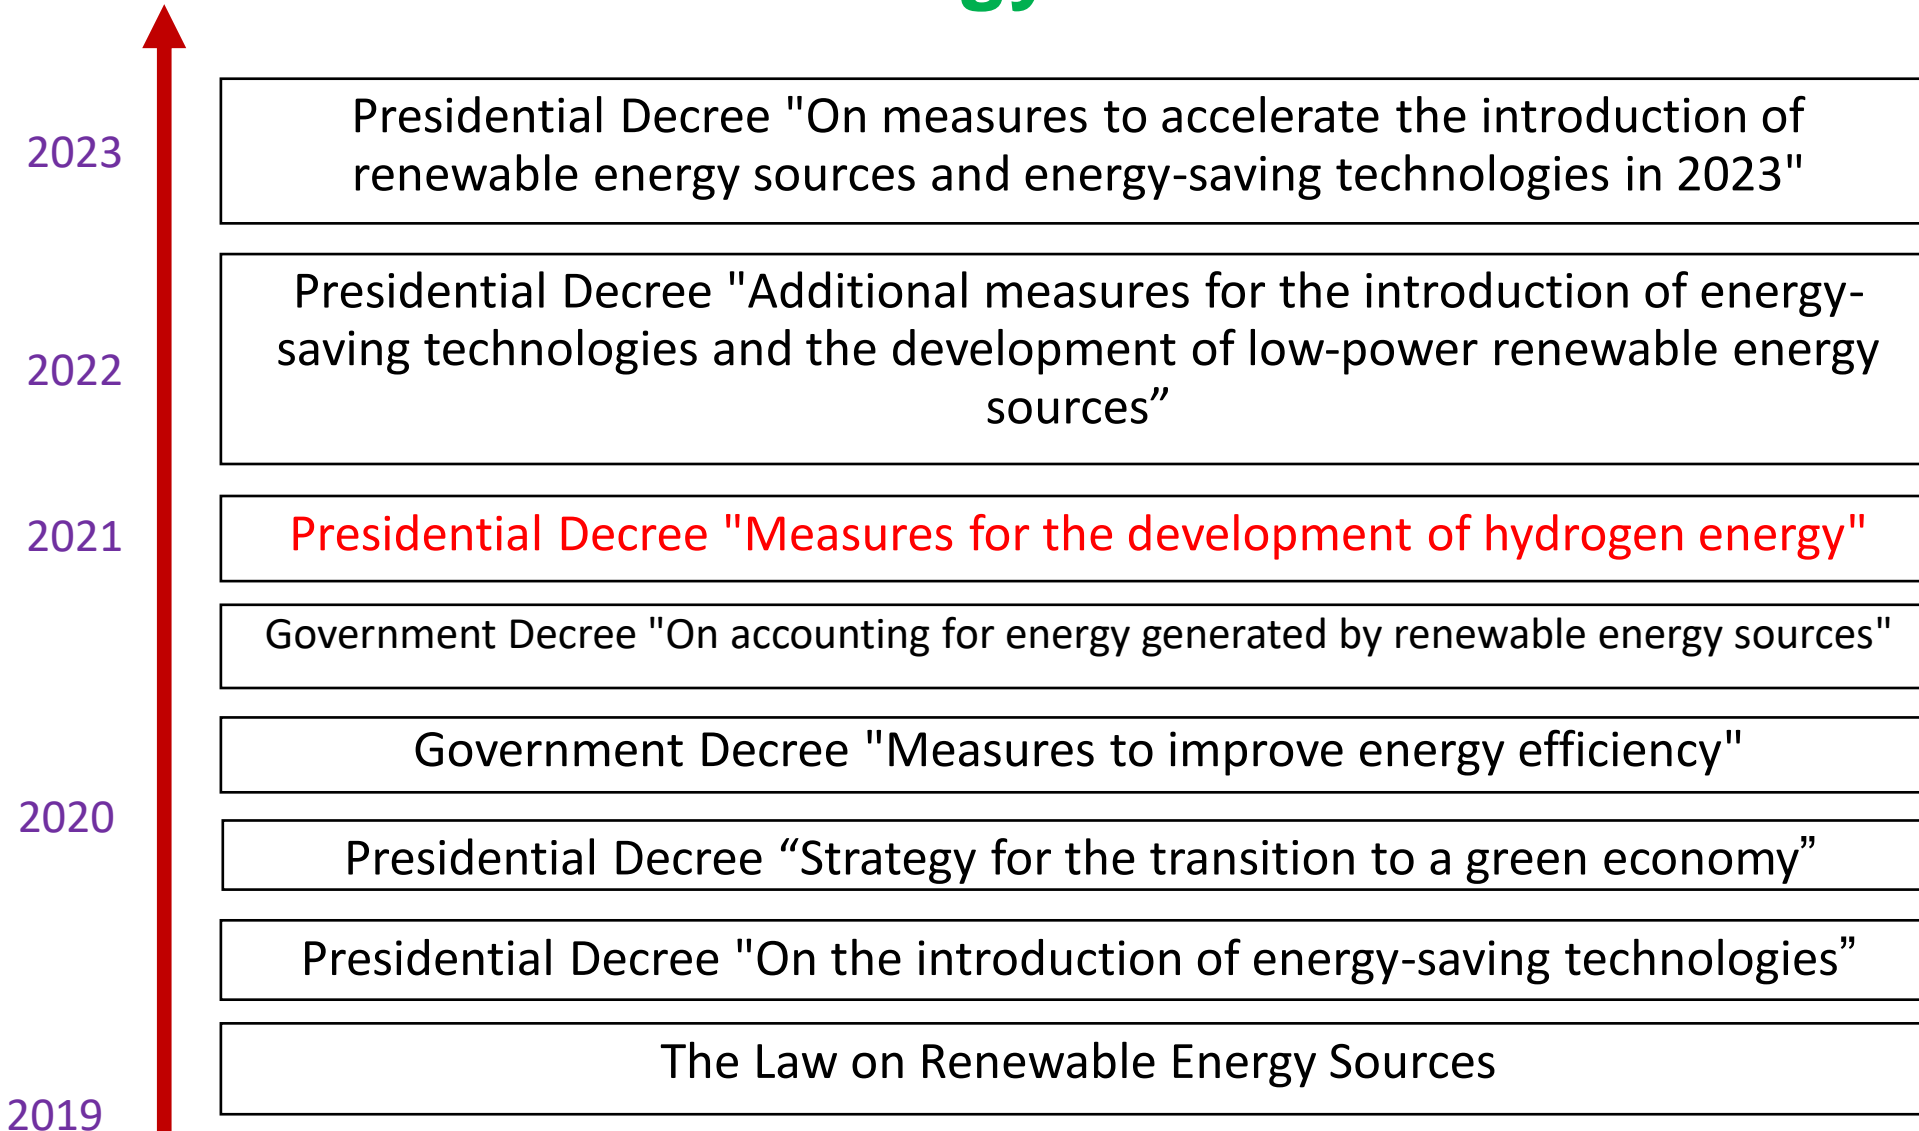 2023
Presidential Decree "On measures to accelerate the introduction of
renewable energy sources and energy-saving technologies in 2023"
2022
Presidential Decree "Additional measures for the introduction of energy-
saving technologies and the development of low-power renewable energy
sources”
2021
Presidential Decree "Measures for the development of hydrogen energy"
Government Decree "On accounting for energy generated by renewable energy sources"
Government Decree "Measures to improve energy efficiency"
2020
Presidential Decree “Strategy for the transition to a green economy”
Presidential Decree "On the introduction of energy-saving technologies”
The Law on Renewable Energy Sources
2019